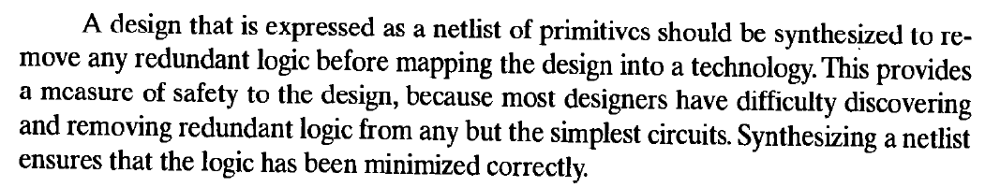 A design that is expressed as a netlist of primitives should be synthesized to re-
move any redundant logic before mapping the design into a technology. This provides
a measure of safety to the design, because most designers have difficulty discovering
and removing redundant logic from any but the simplest circuits. Synthesizing a netlist
ensures that the logic has been minimized correctly.